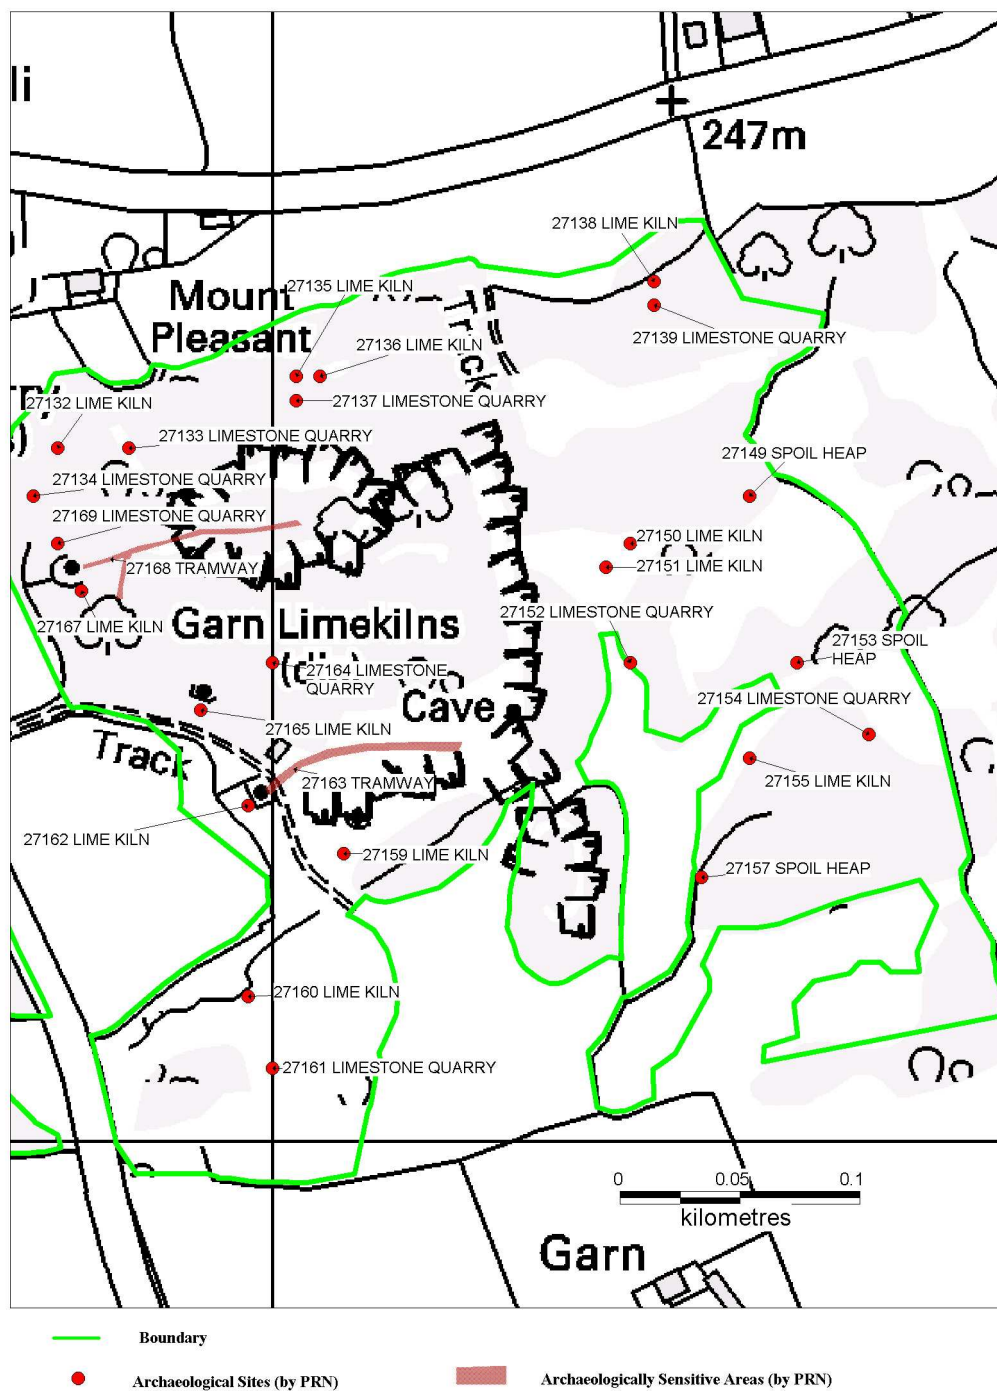 li
247m
27138 LIME KILN
27135 LIME KILN
Mount
Pleasant
27139 LIMESTONE QUARRY
27136 LIME KILN
Track
27132 LIME KILN
27137 LIMESTONE QUARRY
27133 LIMESTONE QUARRY
27149 SPOIL HEAP
27134 LIMESTONE QUARRY
27169 LIMESTONE QUARRY
27150 LIME KILN
27168 TRAMWAY
27151 LIME KILN
27167 LIME KILN
27152 LIMESTONE QUARRY
Garn Limekilns
27153 SPOIL
HEAP
27164 LIMESTONE
QUARRY
27154 LIMESTONE QUARRY
Cave
27165 LIME KILN
Track
27155 LIME KILN
27163 TRAMWAY
27162 LIME KILN
27159 LIME KILN
27157 SPOIL HEAP
27160 LIME KILN
27161 LIMESTONE QUARRY
0 0.05 0.1
kilometres
Garn
Boundary
Archaeological Sites (by PRN)
Archaeologically Sensitive Areas (by PRN)